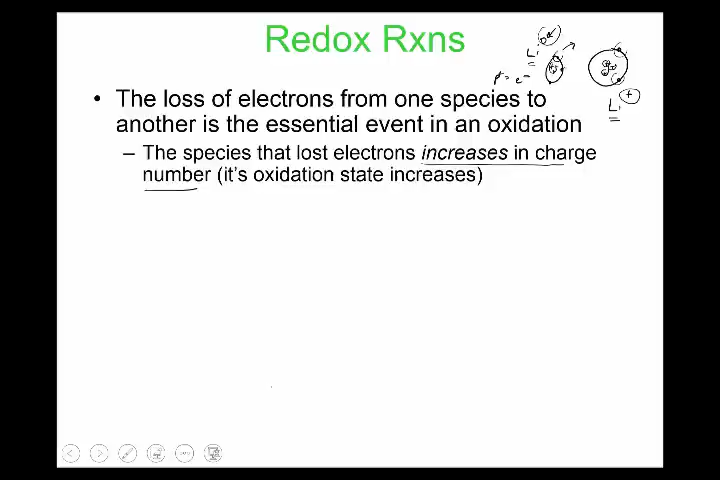 Redox Rxns
• The loss of electrons from one species to
another is the essential event in an oxidation
– The species that lost electrons increases in charge
number (it's oxidation state increases)
Li
p⁺ = e⁻
Li
+